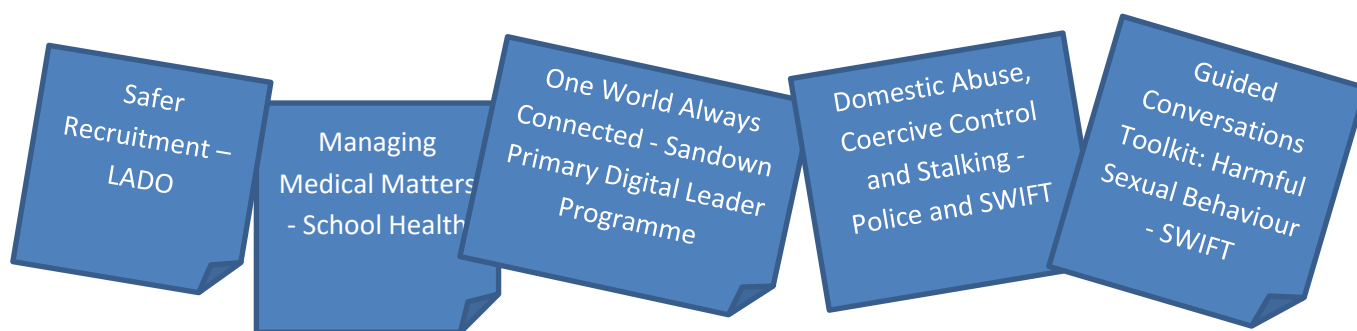 Safer
Recruitment –
LADO
Managing
Medical Matters
- School Health
One World Always
Connected - Sandown
Primary Digital Leader
Programme
Domestic Abuse,
Coercive Control
and Stalking -
Police and SWIFT
Guided
Conversations
Toolkit: Harmful
Sexual Behaviour
- SWIFT